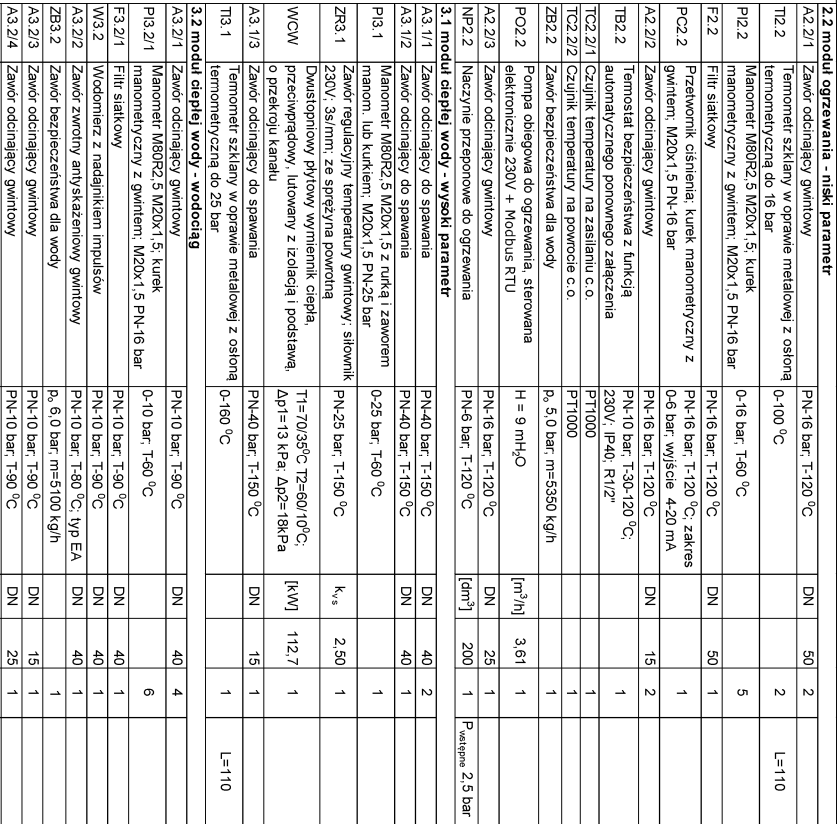 2.2 moduł ogrzewania - niski parametr
A2.2/1 Zawór odcinający gwintowy PN-16 bar, T-120 °C DN 50 2
TI2.2 Termometr szklany w oprawie metalowej z osłoną 0-100 °C 2 L=110
termometryczną do 16 bar
PI2.2 Manometr M80R2,5 M20x1,5; kurek 0-16 bar, T-60 °C 5
manometryczny z gwintem; M20x1,5 PN-16 bar
F2.2 Filtr siatkowy PN-16 bar, T-120 °C DN 50 1
PC2.2 Przetwornik ciśnienia; kurek manometryczny z PN-16 bar, T-120 °C; zakres 1
gwintem; M20x1,5 PN-16 bar 0-6 bar; wyjście 4-20 mA
A2.2/2 Zawór odcinający gwintowy PN-16 bar, T-120 °C DN 15 2
TB2.2 Termostat bezpieczeństwa z funkcją PN-10 bar, T-30-120 °C; 1
automatycznego ponownego załączenia 230V; IP40; R1/2"
TC2.2/1 Czujnik temperatury na zasilaniu c.o. PT1000 1
TC2.2/2 Czujnik temperatury na powrocie c.o. PT1000 1
ZB2.2 Zawór bezpieczeństwa dla wody p₀ 5,0 bar, m=5350 kg/h 1
PO2.2 Pompa obiegowa do ogrzewania, sterowana H = 9 mH₂O [m³/h] 3,61 1
elektronicznie 230V + Modbus RTU
A2.2/3 Zawór odcinający gwintowy PN-16 bar, T-120 °C DN 25 1
NP2.2 Naczynie przeponowe do ogrzewania PN-6 bar, T-120 °C [dm³] 200 1 P wstępne 2,5 bar
3.1 moduł ciepłej wody - wysoki parametr
A3.1/1 Zawór odcinający do spawania PN-40 bar, T-150 °C DN 40 2
A3.1/2 Zawór odcinający do spawania PN-40 bar, T-150 °C DN 40 1
PI3.1 Manometr M80R2,5 M20x1,5 z rurką i zaworem 0-25 bar, T-60 °C 1
manom. lub kurkiem; M20x1,5 PN-25 bar
ZR3.1 Zawór regulacyjny temperatury gwintowy; siłownik PN-25 bar, T-150 °C kᵥₛ 2,50 1
230V; 3s/mm; ze sprężyną powrotną
WCW Dwustopniowy płytowy wymiennik ciepła, T1=70/35°C T2=60/10°C; [kW] 112,7 1
przeciwprądowy, lutowany z izolacją i podstawą, Δp1=13 kPa; Δp2=18kPa
o przekroju kanału
A3.1/3 Zawór odcinający do spawania PN-40 bar, T-150 °C DN 15 1
TI3.1 Termometr szklany w oprawie metalowej z osłoną 0-160 °C 1 L=110
termometryczną do 25 bar
3.2 moduł ciepłej wody - wodociąg
A3.2/1 Zawór odcinający gwintowy PN-10 bar, T-90 °C DN 40 4
PI3.2/1 Manometr M80R2,5 M20x1,5; kurek 0-10 bar, T-60 °C 6
manometryczny z gwintem; M20x1,5 PN-16 bar
F3.2/1 Filtr siatkowy PN-10 bar, T-90 °C DN 40 1
W3.2 Wodomierz z nadajnikiem impulsów PN-10 bar, T-90 °C DN 40 1
A3.2/2 Zawór zwrotny antyskażeniowy gwintowy PN-10 bar, T-80 °C; typ EA DN 40 1
ZB3.2 Zawór bezpieczeństwa dla wody p₀ 6,0 bar, m=5100 kg/h 1
A3.2/3 Zawór odcinający gwintowy PN-10 bar, T-90 °C DN 15 1
A3.2/4 Zawór odcinający gwintowy PN-10 bar, T-90 °C DN 25 1